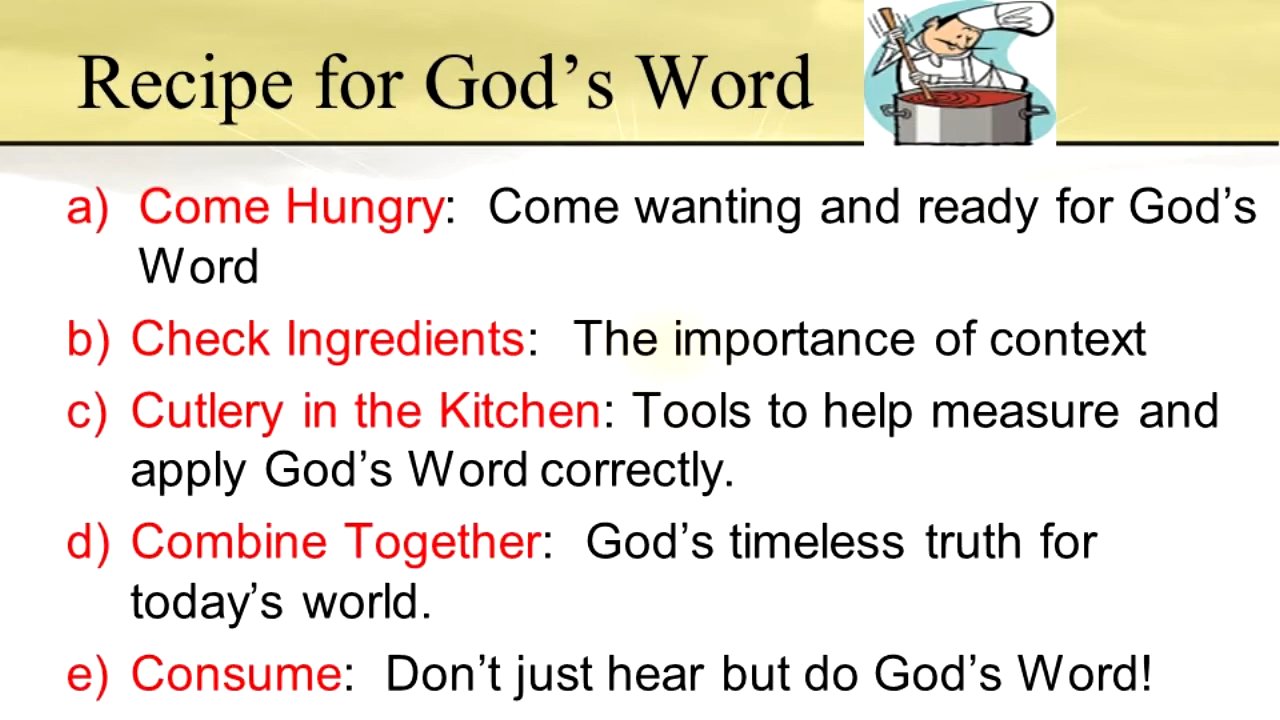 Recipe for God’s Word
a) Come Hungry: Come wanting and ready for God’s
Word
b) Check Ingredients: The importance of context
c) Cutlery in the Kitchen: Tools to help measure and
apply God’s Word correctly.
d) Combine Together: God’s timeless truth for
today’s world.
e) Consume: Don’t just hear but do God’s Word!